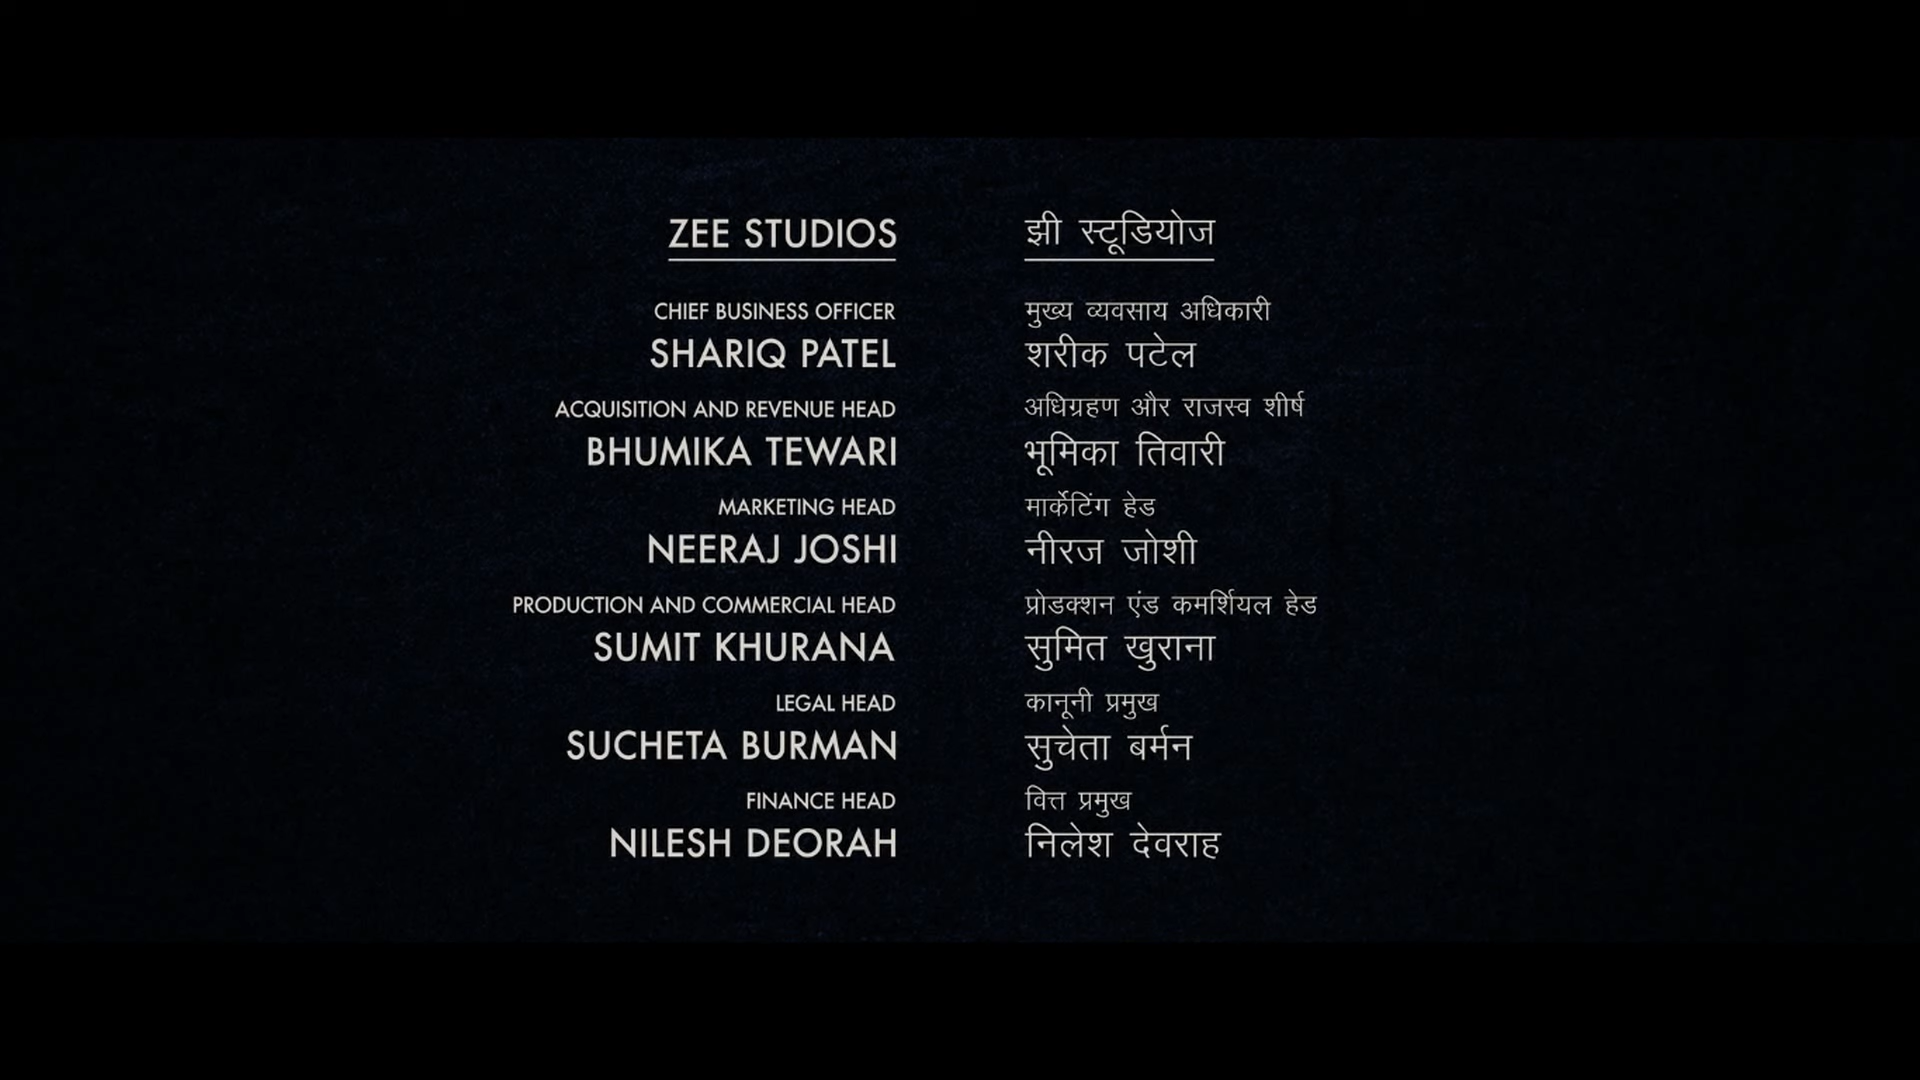 ZEE STUDIOS झी स्टूडियोज
CHIEF BUSINESS OFFICER मुख्य व्यवसाय अधिकारी
SHARIQ PATEL शरीक पटेल
ACQUISITION AND REVENUE HEAD अधिग्रहण और राजस्व शीर्ष
BHUMIKA TEWARI भूमिका तिवारी
MARKETING HEAD मार्केटिंग हेड
NEERAJ JOSHI नीरज जोशी
PRODUCTION AND COMMERCIAL HEAD प्रोडक्शन एंड कमर्शियल हेड
SUMIT KHURANA सुमित खुराना
LEGAL HEAD कानूनी प्रमुख
SUCHETA BURMAN सुचेता बर्मन
FINANCE HEAD वित्त प्रमुख
NILESH DEORAH निलेश देवराह